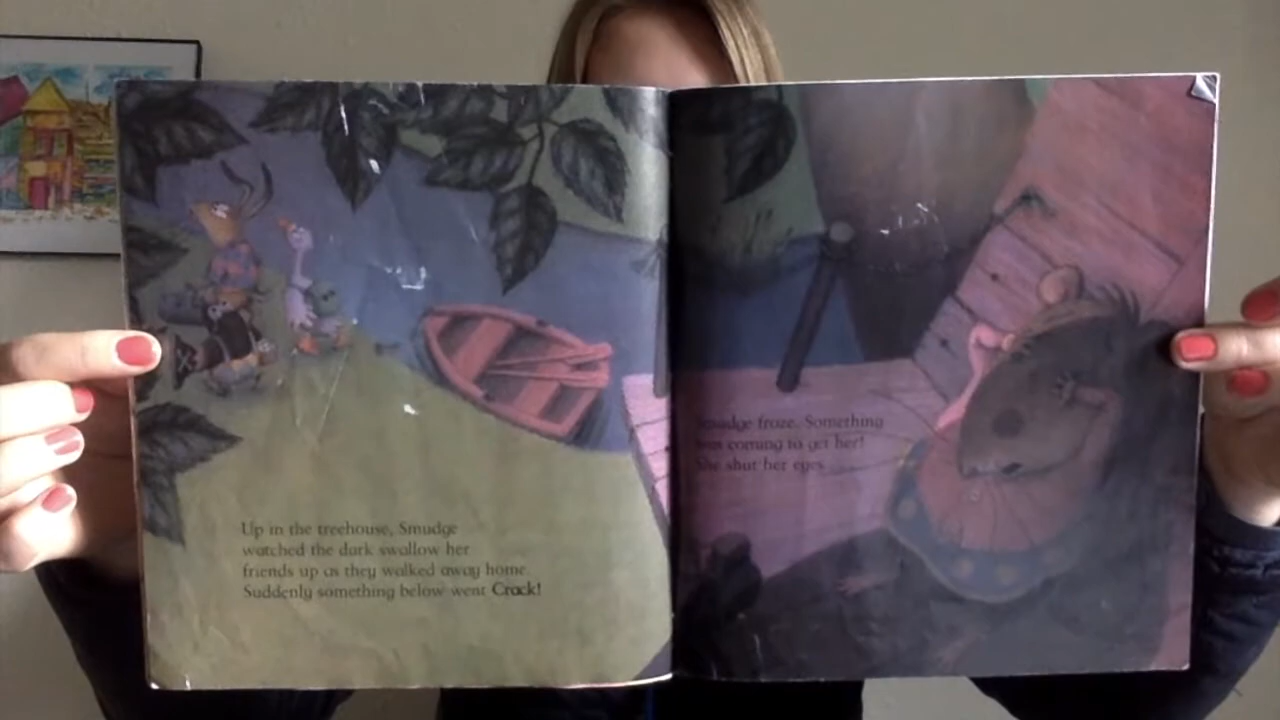 Up in the treehouse, Smudge
watched the dark swallow her
friends up as they walked away home.
Suddenly something below went Crack!
Smudge froze. Something
was coming to get her!
She shut her eyes.